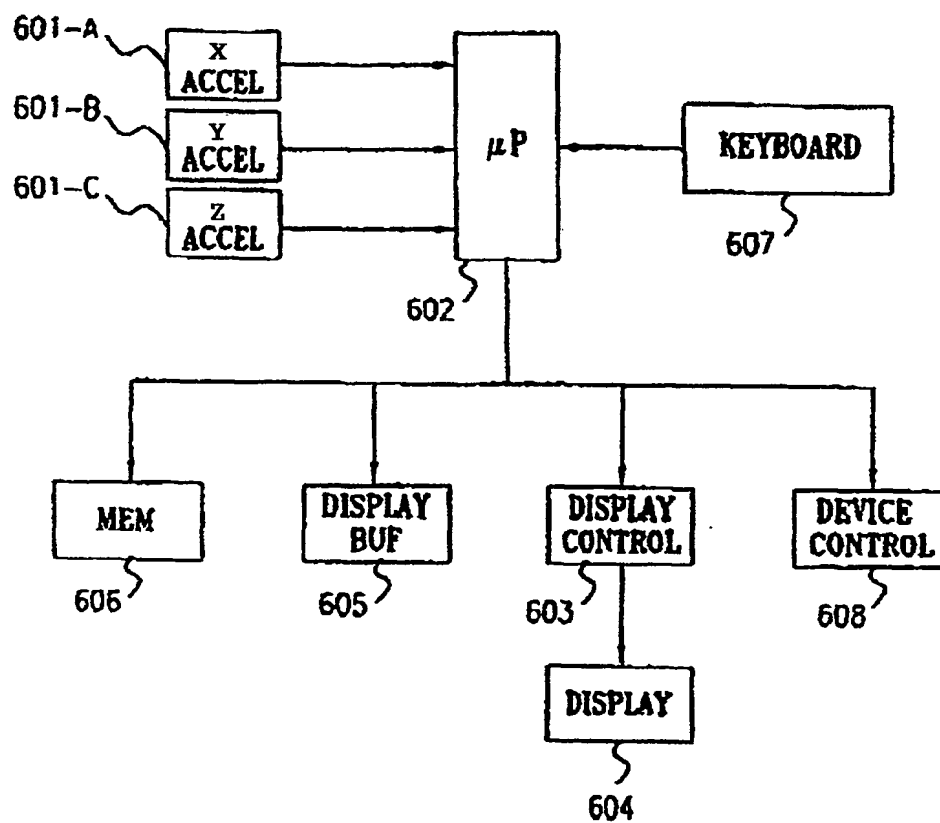 601-A
X
ACCEL
601-B
Y
ACCEL
601-C
Z
ACCEL
μP
602
KEYBOARD
607
MEM
606
DISPLAY
BUF
605
DISPLAY
CONTROL
603
DEVICE
CONTROL
608
DISPLAY
604